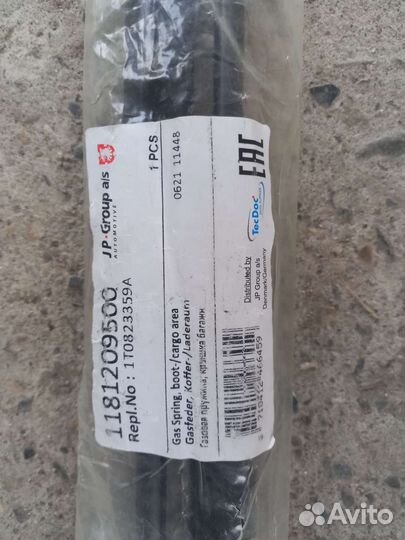 JP·Group a/s
AUTOMOTIVE
1 PCS
1181209500
Repl.No : 1T0823359A
0621 11448
Gas Spring, boot-/cargo area
Gasfeder, Koffer-/Laderaum
Газовая пружина, крышка багажн
TecDoc
EAC
Distributed by
JP Group a/s
Denmark/Germany
Avito